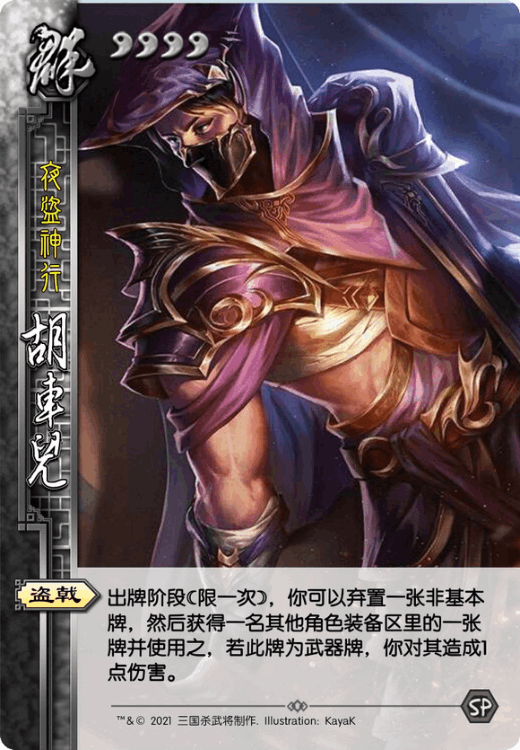 群
夜盜神行
胡車兒
盗戟
出牌阶段(限一次)，你可以弃置一张非基本
牌，然后获得一名其他角色装备区里的一张
牌并使用之，若此牌为武器牌，你对其造成1
点伤害。
™&© 2021 三国杀武将制作. Illustration: KayaK
SP